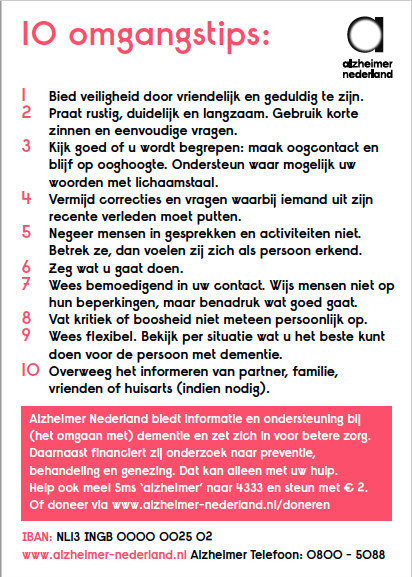 10 omgangstips:
alzheimer
nederland
1 Bied veiligheid door vriendelijk en geduldig te zijn.
2 Praat rustig, duidelijk en langzaam. Gebruik korte
zinnen en eenvoudige vragen.
3 Kijk goed of u wordt begrepen: maak oogcontact en
blijf op ooghoogte. Ondersteun waar mogelijk uw
woorden met lichaamstaal.
4 Vermijd correcties en vragen waarbij iemand uit zijn
recente verleden moet putten.
5 Negeer mensen in gesprekken en activiteiten niet.
Betrek ze, dan voelen zij zich als persoon erkend.
6 Zeg wat u gaat doen.
7 Wees bemoedigend in uw contact. Wijs mensen niet op
hun beperkingen, maar benadruk wat goed gaat.
8 Vat kritiek of boosheid niet meteen persoonlijk op.
9 Wees flexibel. Bekijk per situatie wat u het beste kunt
doen voor de persoon met dementie.
10 Overweeg het informeren van partner, familie,
vrienden of huisarts (indien nodig).
Alzheimer Nederland biedt informatie en ondersteuning bij
(het omgaan met) dementie en zet zich in voor betere zorg.
Daarnaast financiert zij onderzoek naar preventie,
behandeling en genezing. Dat kan alleen met uw hulp.
Help ook mee! Sms 'alzheimer' naar 4333 en steun met € 2.
Of doneer via www.alzheimer-nederland.nl/doneren
IBAN: NL13 INGB 0000 0025 02
www.alzheimer-nederland.nl Alzheimer Telefoon: 0800 - 5088